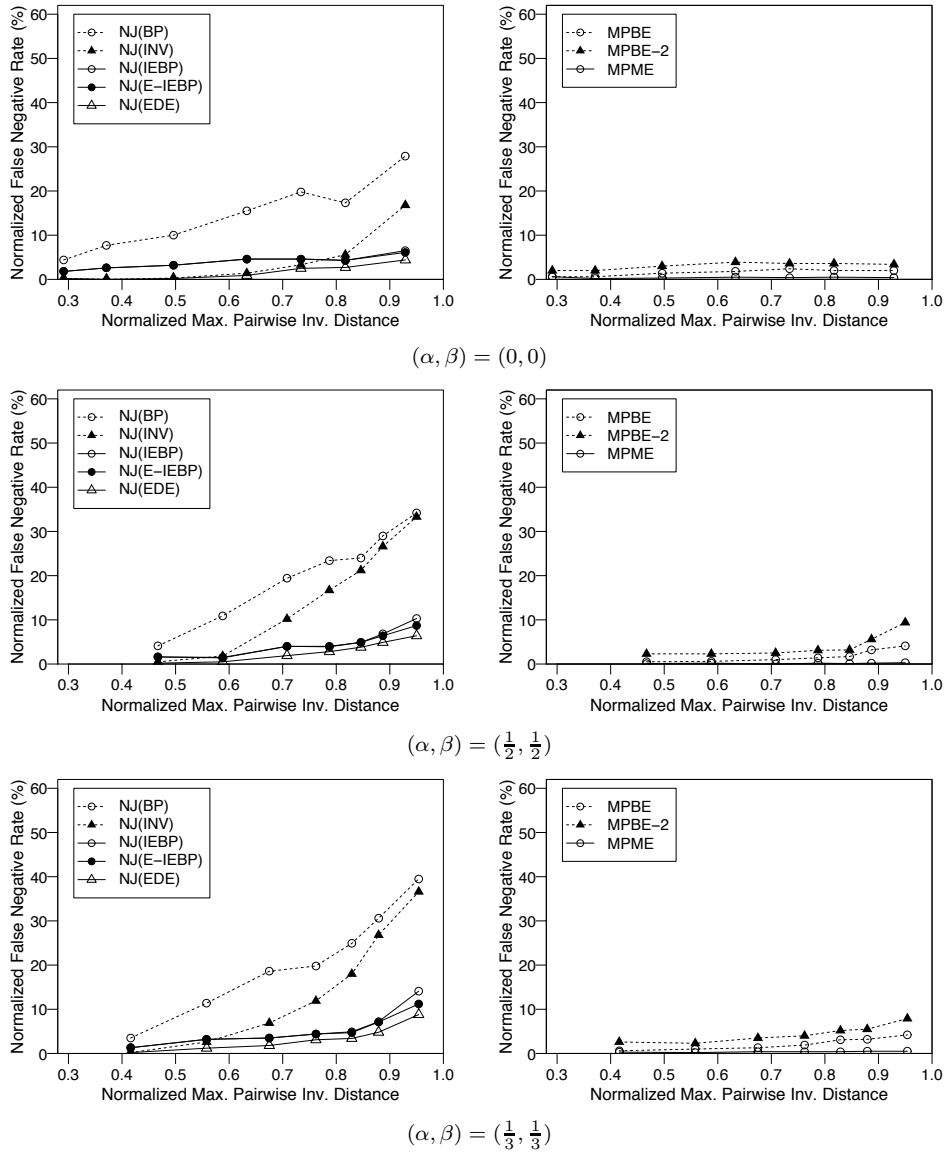 Normalized False Negative Rate (%)
60
50
40
30
20
10
0
NJ(BP)
NJ(INV)
NJ(IEBP)
NJ(E−IEBP)
NJ(EDE)
0.3 0.4 0.5 0.6 0.7 0.8 0.9 1.0
Normalized Max. Pairwise Inv. Distance
Normalized False Negative Rate (%)
60
50
40
30
20
10
0
MPBE
MPBE−2
MPME
0.3 0.4 0.5 0.6 0.7 0.8 0.9 1.0
Normalized Max. Pairwise Inv. Distance
(α, β) = (0, 0)
Normalized False Negative Rate (%)
60
50
40
30
20
10
0
NJ(BP)
NJ(INV)
NJ(IEBP)
NJ(E−IEBP)
NJ(EDE)
0.3 0.4 0.5 0.6 0.7 0.8 0.9 1.0
Normalized Max. Pairwise Inv. Distance
Normalized False Negative Rate (%)
60
50
40
30
20
10
0
MPBE
MPBE−2
MPME
0.3 0.4 0.5 0.6 0.7 0.8 0.9 1.0
Normalized Max. Pairwise Inv. Distance
(α, β) = (1/2, 1/2)
Normalized False Negative Rate (%)
60
50
40
30
20
10
0
NJ(BP)
NJ(INV)
NJ(IEBP)
NJ(E−IEBP)
NJ(EDE)
0.3 0.4 0.5 0.6 0.7 0.8 0.9 1.0
Normalized Max. Pairwise Inv. Distance
Normalized False Negative Rate (%)
60
50
40
30
20
10
0
MPBE
MPBE−2
MPME
0.3 0.4 0.5 0.6 0.7 0.8 0.9 1.0
Normalized Max. Pairwise Inv. Distance
(α, β) = (1/3, 1/3)